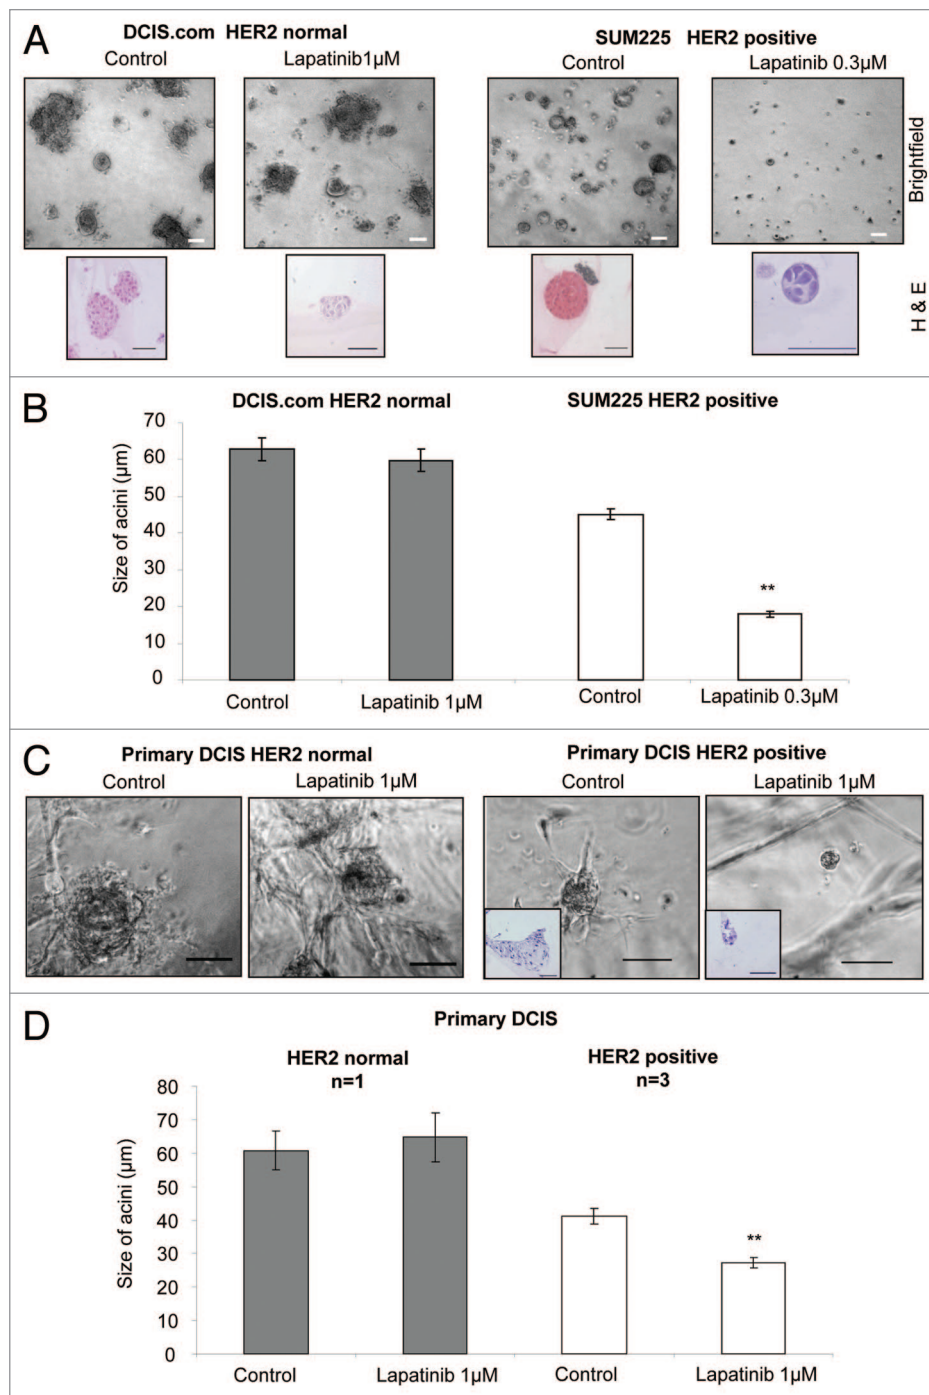 A
DCIS.com HER2 normal
SUM225 HER2 positive
Control
Lapatinib1µM
Control
Lapatinib 0.3µM
Brightfield
H & E
B
DCIS.com HER2 normal
SUM225 HER2 positive
Size of acini (µm)
70
60
50
40
30
20
10
0
**
Control
Lapatinib 1µM
Control
Lapatinib 0.3µM
C
Primary DCIS HER2 normal
Primary DCIS HER2 positive
Control
Lapatinib 1µM
Control
Lapatinib 1µM
D
Primary DCIS
HER2 normal
n=1
HER2 positive
n=3
Size of acini (µm)
80
70
60
50
40
30
20
10
0
**
Control
Lapatinib 1µM
Control
Lapatinib 1µM